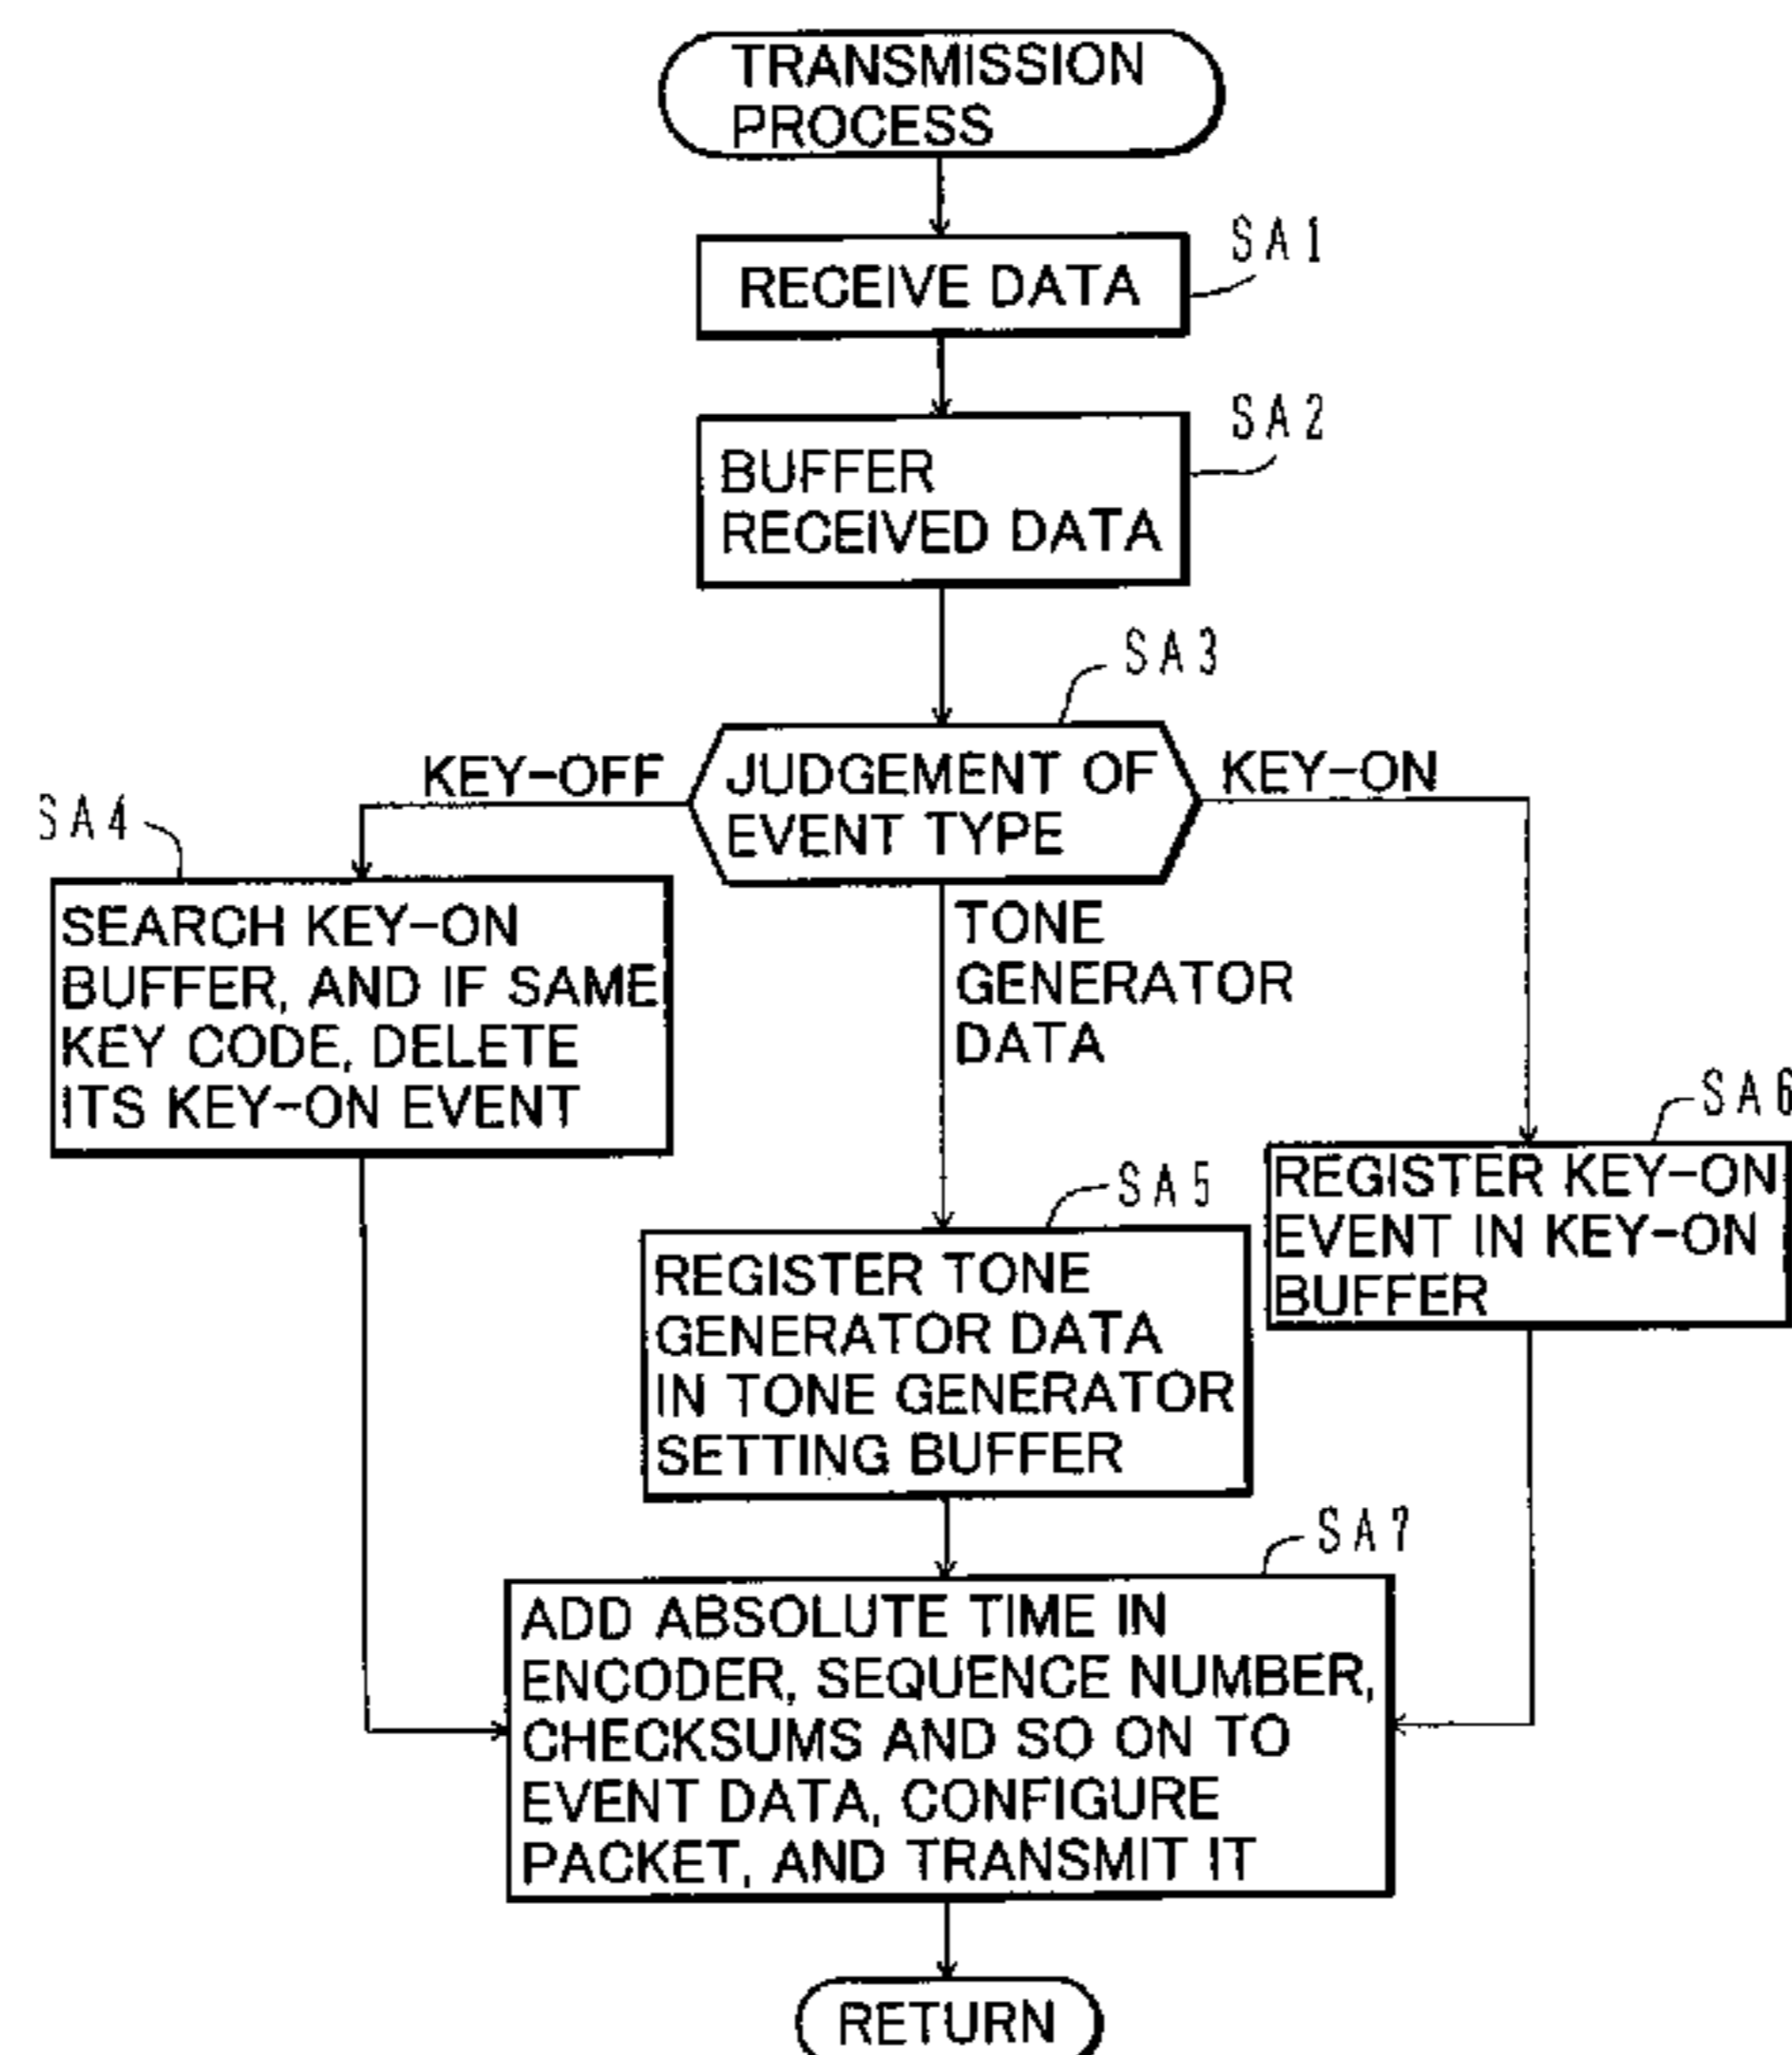 TRANSMISSION
PROCESS
SA1
RECEIVE DATA
SA2
BUFFER
RECEIVED DATA
SA3
KEY-OFF
JUDGEMENT OF
EVENT TYPE
KEY-ON
SA4
SEARCH KEY-ON
BUFFER, AND IF SAME
KEY CODE, DELETE
ITS KEY-ON EVENT
TONE
GENERATOR
DATA
SA6
REGISTER KEY-ON
EVENT IN KEY-ON
BUFFER
SA5
REGISTER TONE
GENERATOR DATA
IN TONE GENERATOR
SETTING BUFFER
SA7
ADD ABSOLUTE TIME IN
ENCODER, SEQUENCE NUMBER,
CHECKSUMS AND SO ON TO
EVENT DATA, CONFIGURE
PACKET, AND TRANSMIT IT
RETURN